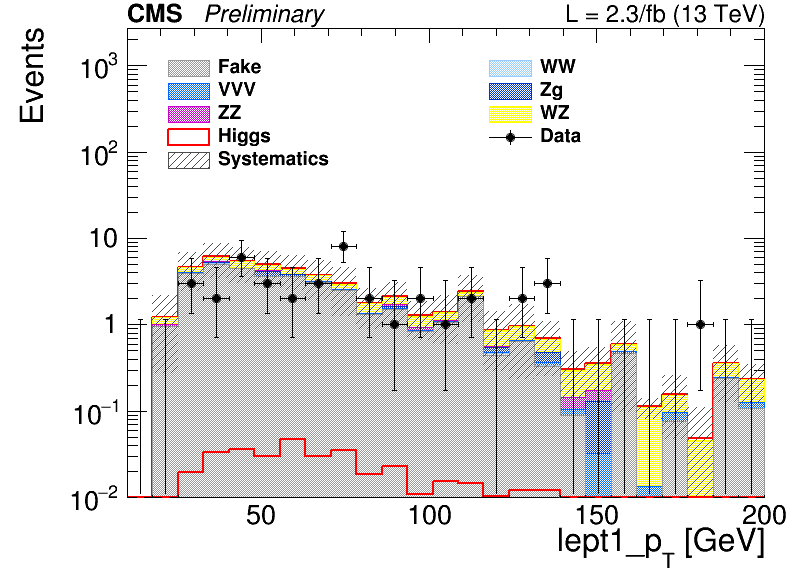 CMS Preliminary L = 2.3/fb (13 TeV)
Events
Fake WW
VVV Zg
ZZ WZ
Higgs Data
Systematics
10³
10²
10
1
10⁻¹
10⁻²
50 100 150 200
lept1_p_T [GeV]